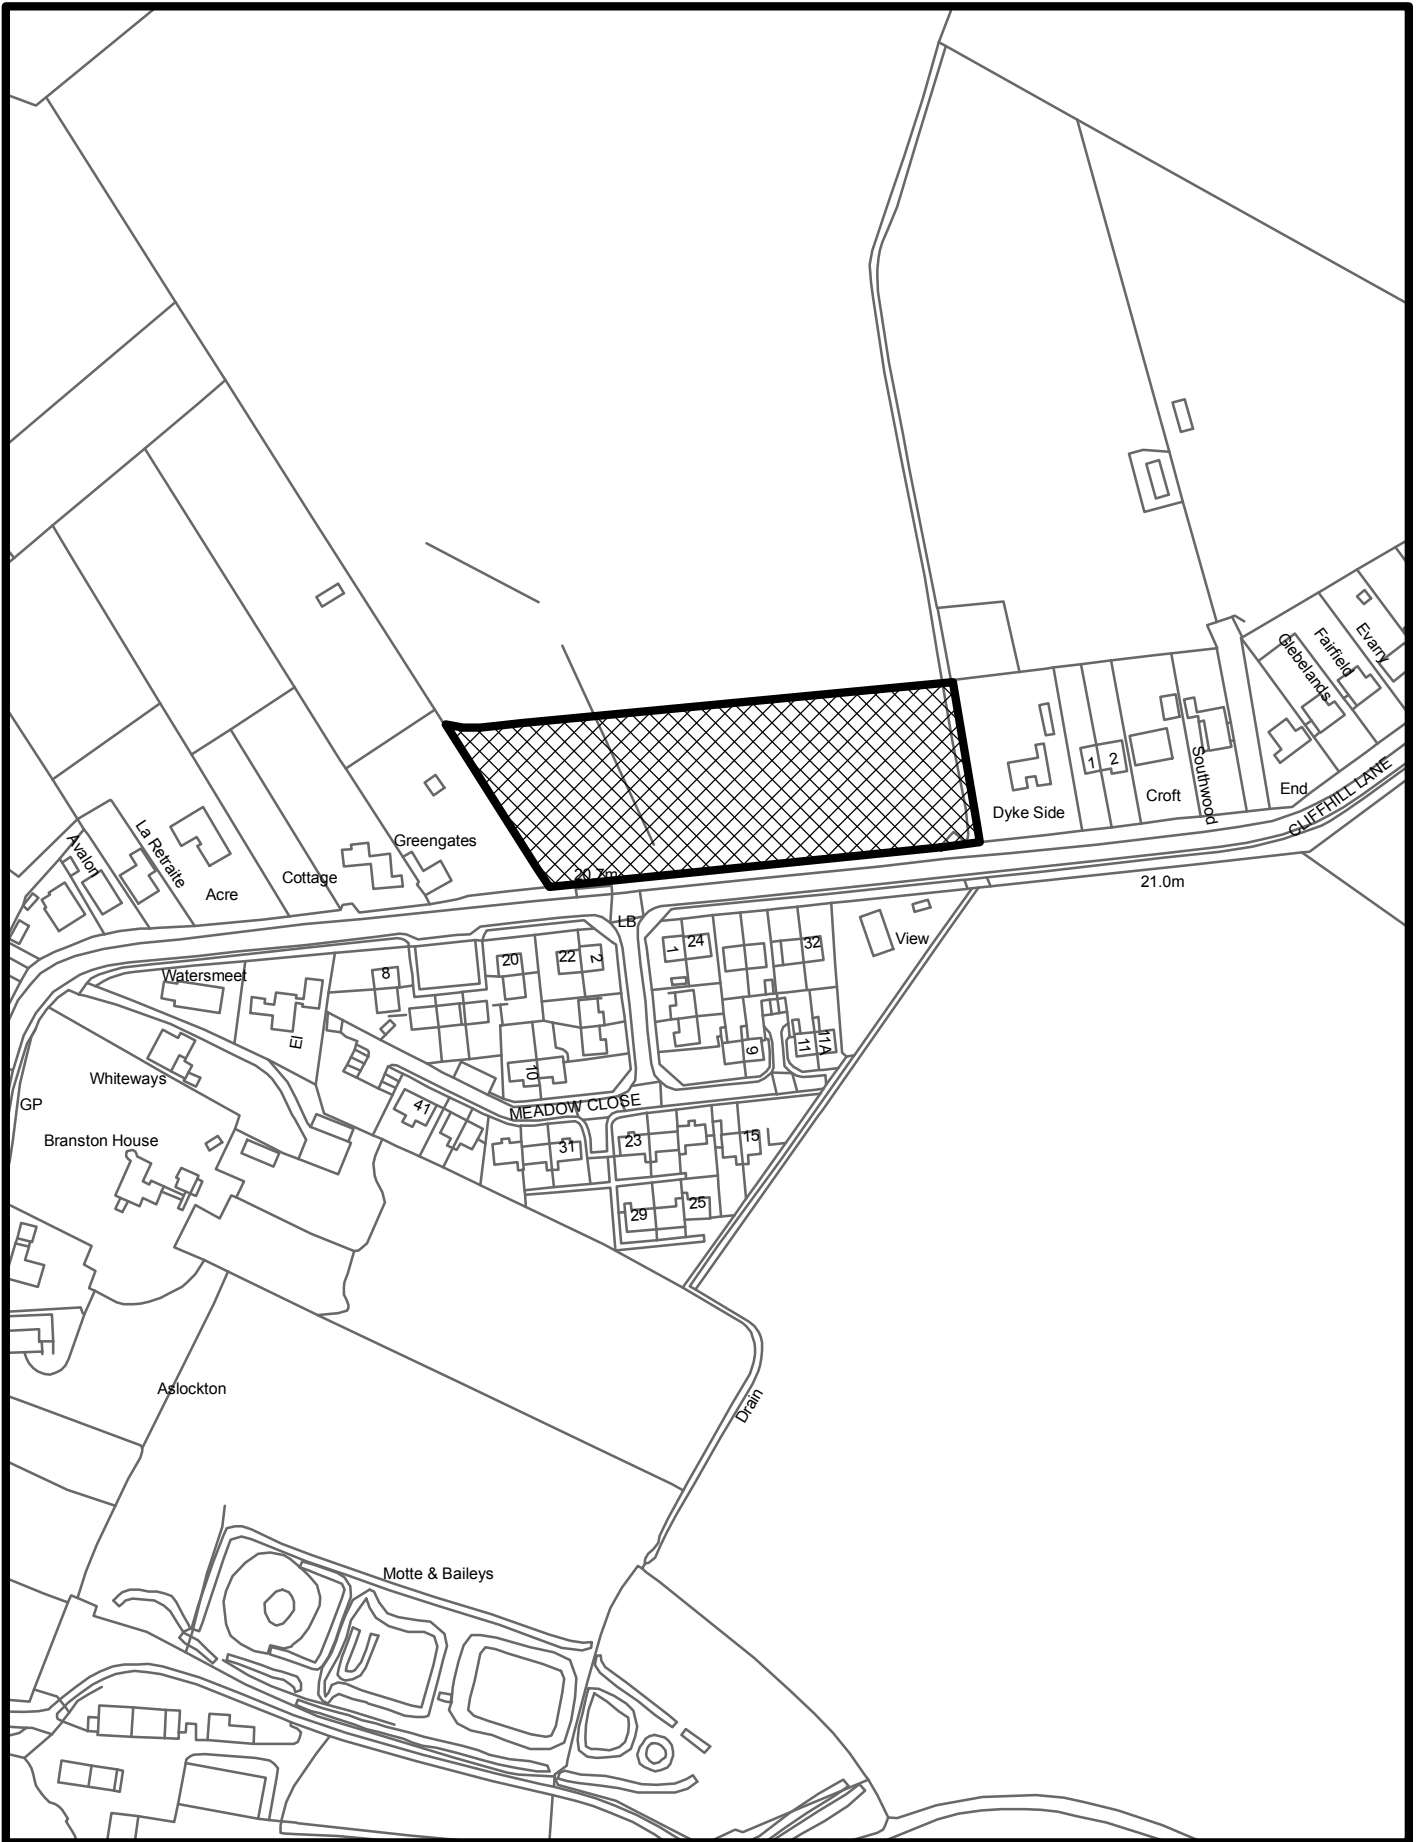 Evarry
Fairfield
Glebelands
Southwood
1
2
End
CLIFFHILL LANE
Croft
Dyke Side
21.0m
Greengates
La Retraite
Avalon
Cottage
Acre
20.7m
LB
View
1
24
32
22
2
20
8
Watersmeet
El
9
11
11A
10
Whiteways
GP
41
MEADOW CLOSE
Branston House
31
23
15
29
25
Aslockton
Drain
Motte & Baileys